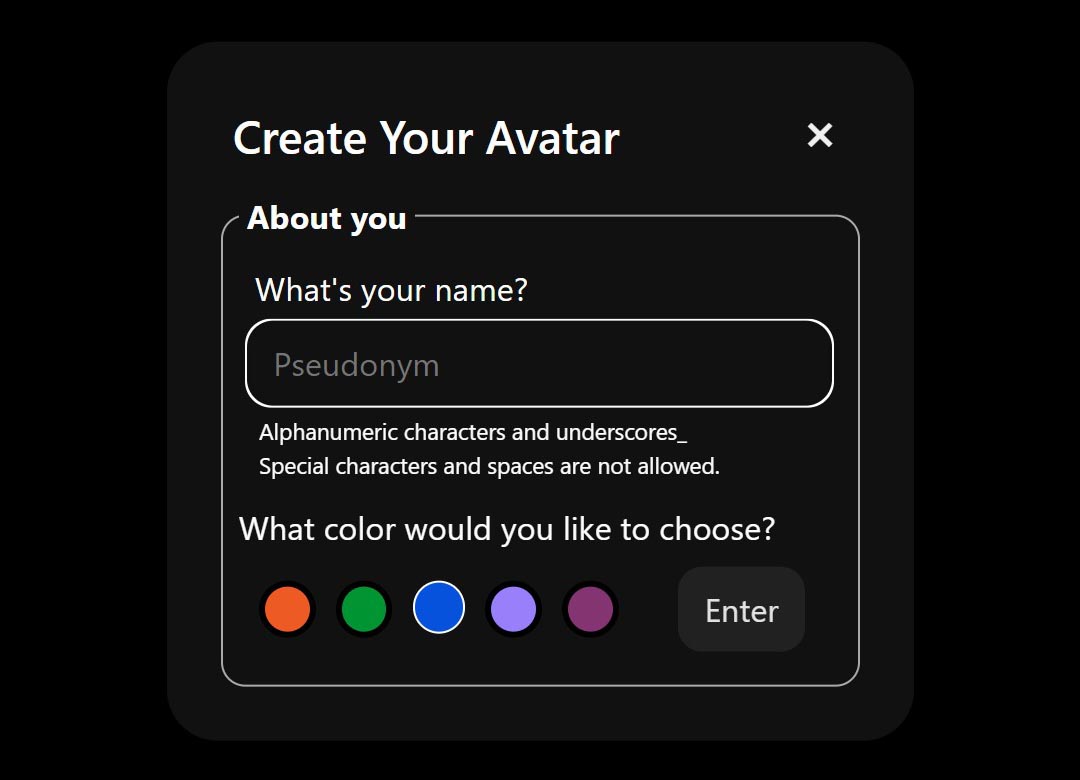 Create Your Avatar ✕
About you
What's your name?
Pseudonym
Alphanumeric characters and underscores_
Special characters and spaces are not allowed.
What color would you like to choose?
Enter